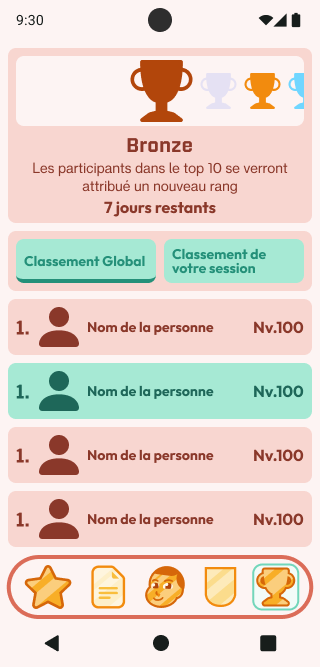 9:30
Bronze
Les participants dans le top 10 se verront
attribué un nouveau rang
7 jours restants
Classement Global
Classement de
votre session
1. Nom de la personne Nv.100
1. Nom de la personne Nv.100
1. Nom de la personne Nv.100
1. Nom de la personne Nv.100